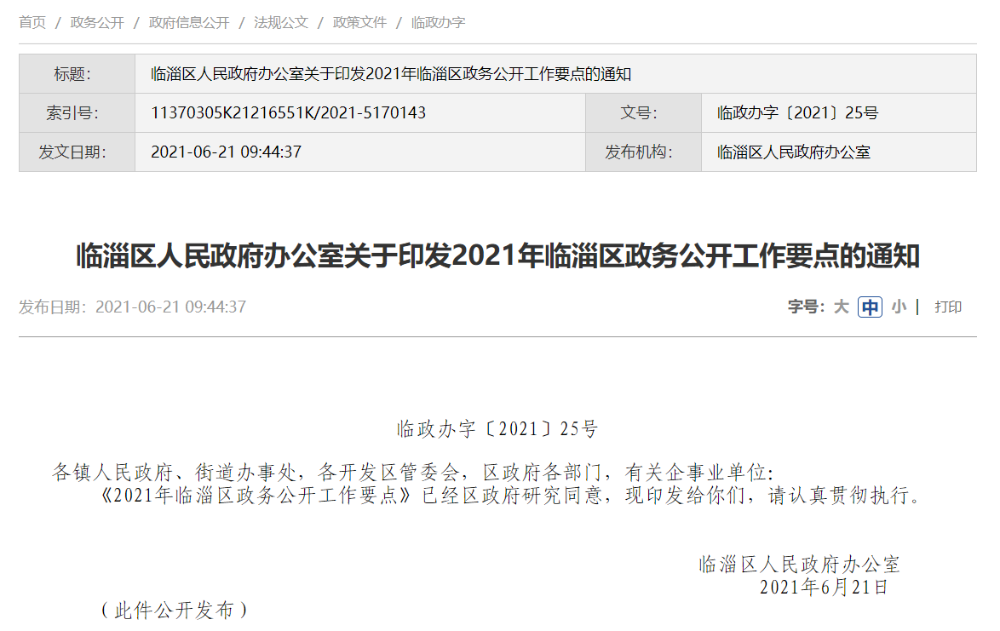 首页 / 政务公开 / 政府信息公开 / 法规公文 / 政策文件 / 临政办字
标题： 临淄区人民政府办公室关于印发2021年临淄区政务公开工作要点的通知
索引号： 11370305K21216551K/2021-5170143 文号： 临政办字〔2021〕25号
发文日期： 2021-06-21 09:44:37 发布机构： 临淄区人民政府办公室
临淄区人民政府办公室关于印发2021年临淄区政务公开工作要点的通知
发布日期：2021-06-21 09:44:37 字号：大 中 小 | 打印
临政办字〔2021〕25号
各镇人民政府、街道办事处，各开发区管委会，区政府各部门，有关企事业单位：
《2021年临淄区政务公开工作要点》已经区政府研究同意，现印发给你们，请认真贯彻执行。
临淄区人民政府办公室
2021年6月21日
（此件公开发布）